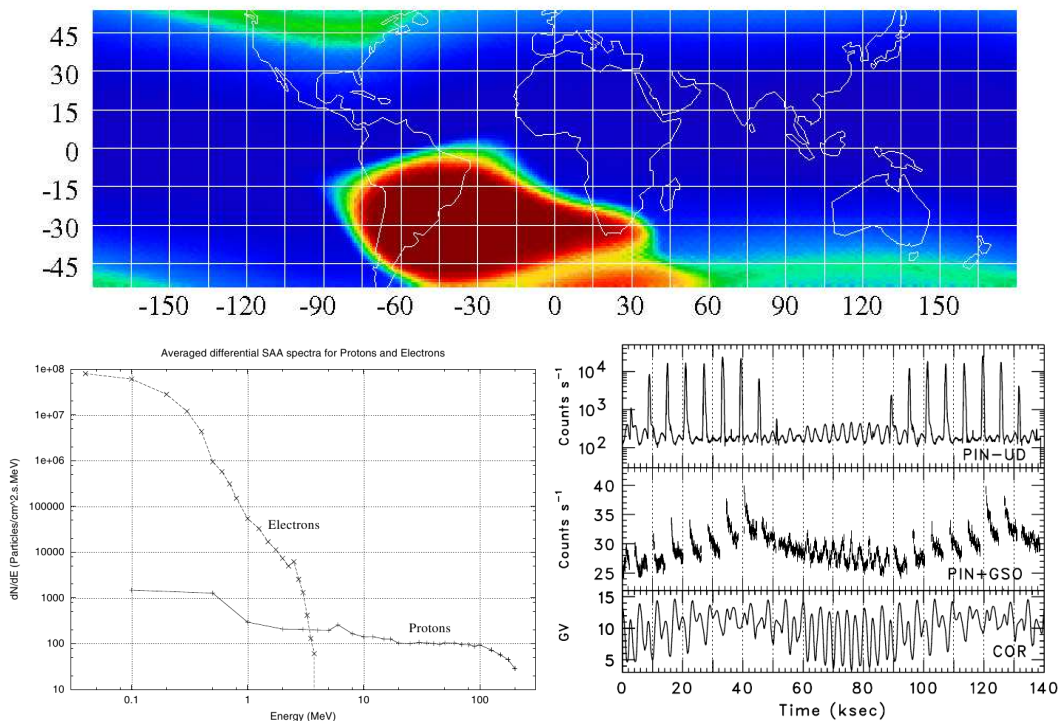 45
30
15
0
-15
-30
-45
-150 -120 -90 -60 -30 0 30 60 90 120 150
Averaged differential SAA spectra for Protons and Electrons
1e+08
1e+07
1e+06
100000
10000
1000
100
10
dN/dE (Particles/cm^2.s.MeV)
Electrons
Protons
0.1 1 10 100
Energy (MeV)
10^4
10^3
10^2
Counts s^-1
PIN-UD
40
35
30
25
Counts s^-1
PIN+GSO
15
10
5
GV
COR
0 20 40 60 80 100 120 140
Time (ksec)